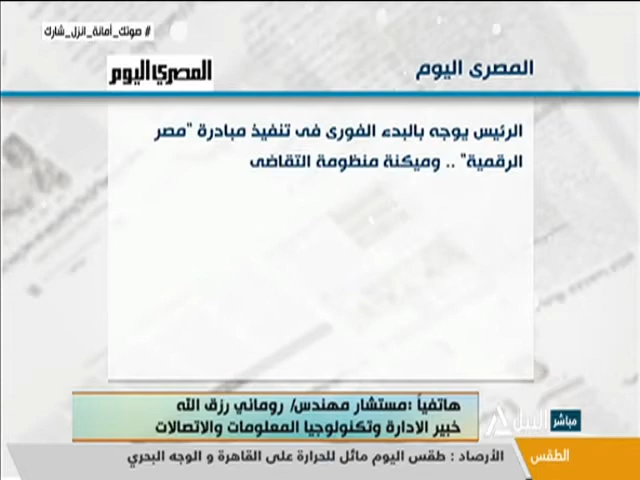 # صوتك_أمانة_انزل_شارك
المصرى اليوم
المصري اليوم
الرئيس يوجه بالبدء الفورى فى تنفيذ مبادرة "مصر
الرقمية" .. وميكنة منظومة التقاضى
هاتفياً :مستشار مهندس/ روماني رزق الله
خبير الادارة وتكنولوجيا المعلومات والاتصالات
مباشر
النيل
الطقس
الأرصاد : طقس اليوم مائل للحرارة على القاهرة و الوجه البحري